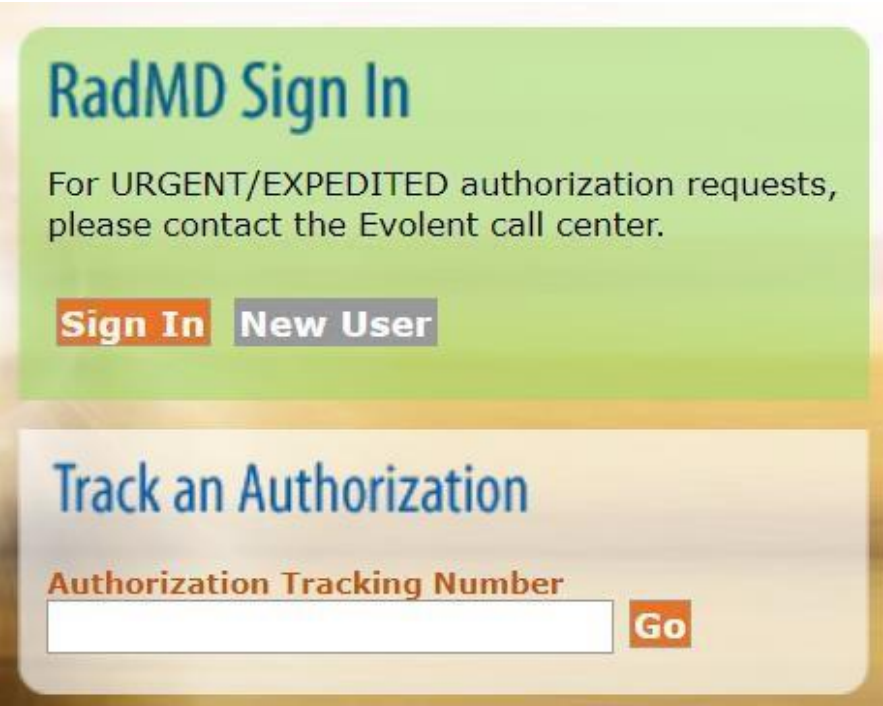 RadMD Sign In
For URGENT/EXPEDITED authorization requests,
please contact the Evolent call center.
Sign In New User
Track an Authorization
Authorization Tracking Number
Go